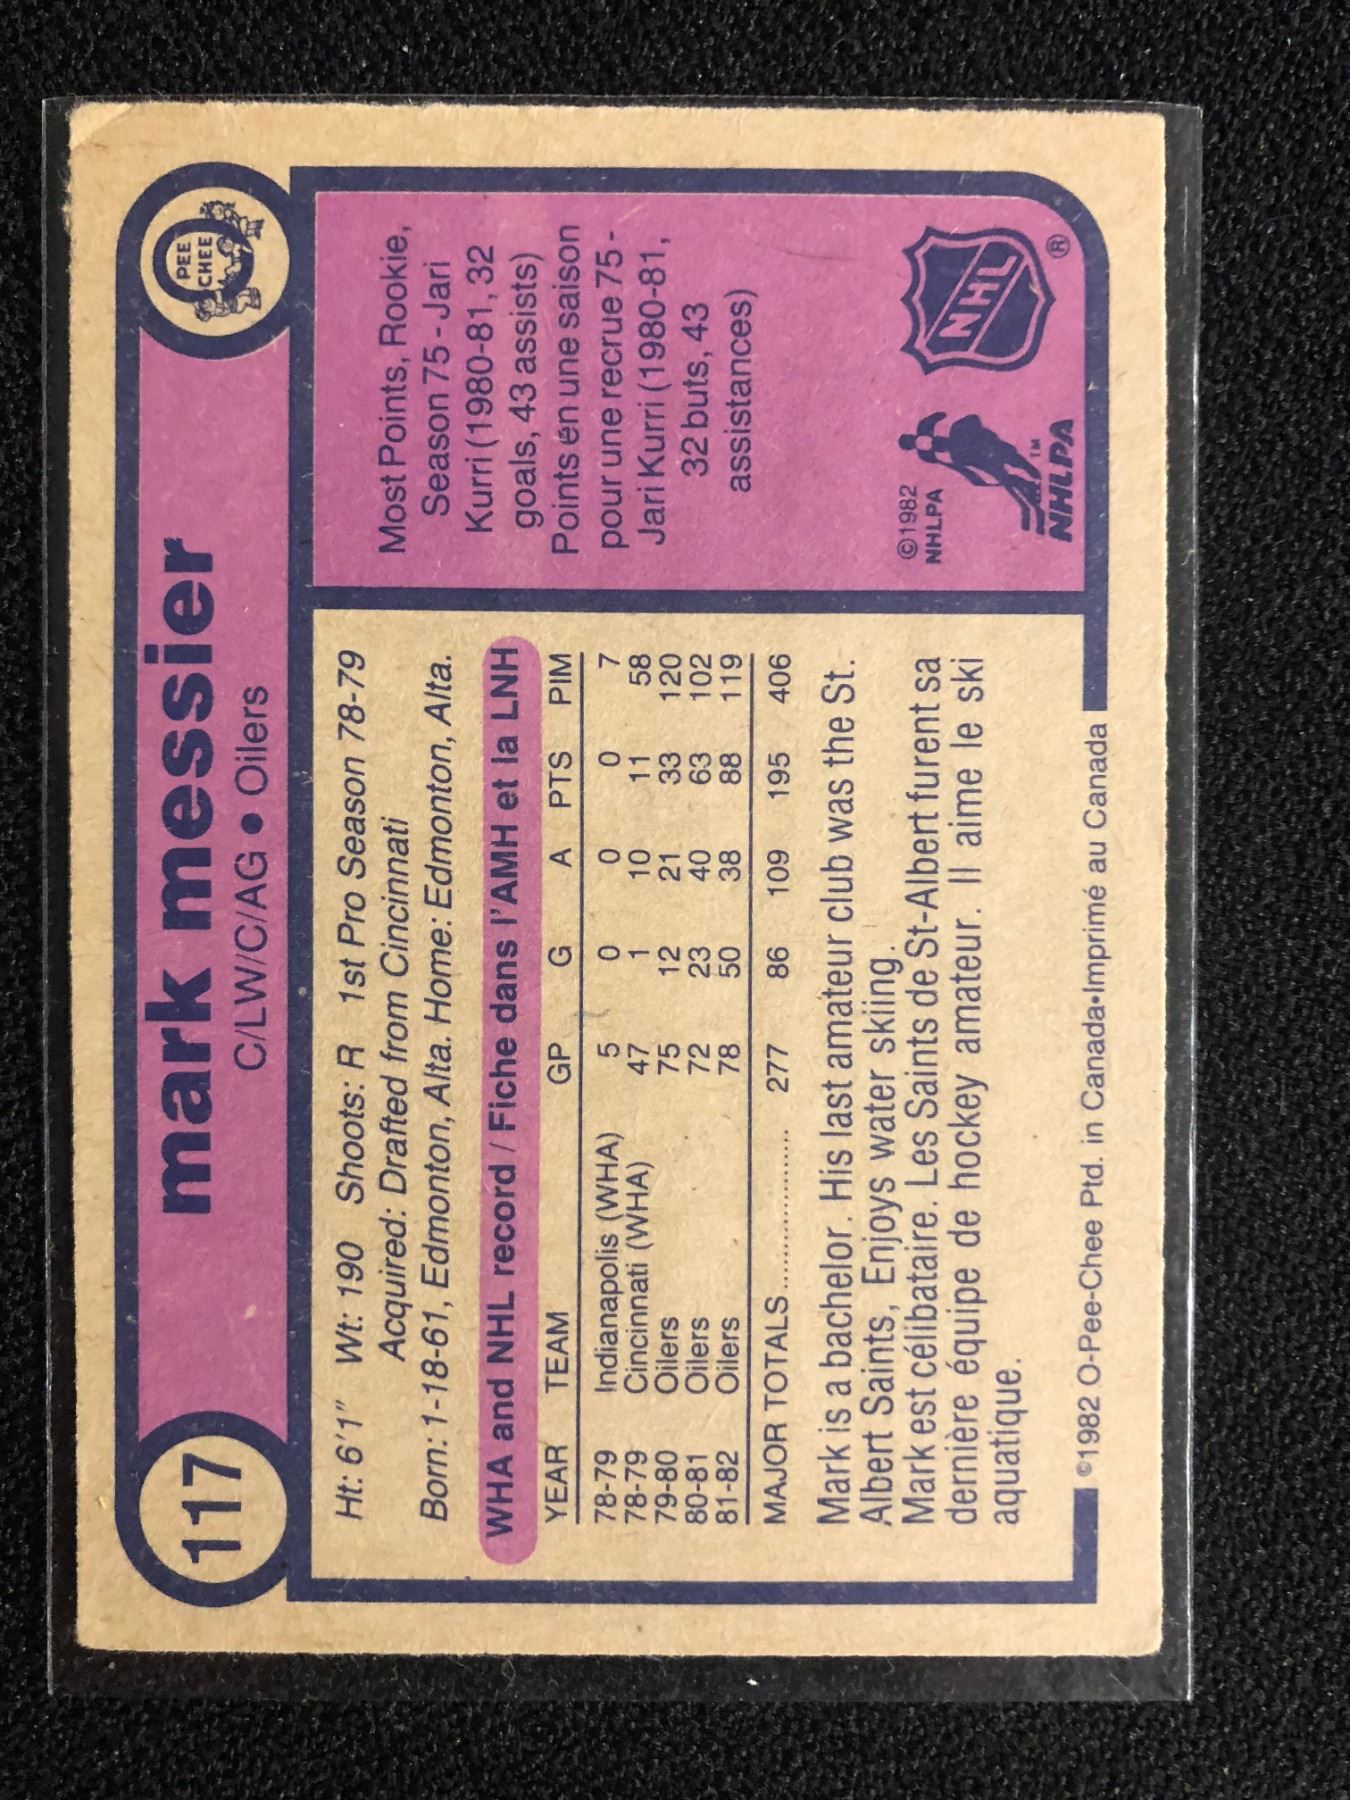 117
mark messier
C/LW/C/AG • Oilers
O
PEE
CHEE
Ht: 6'1" Wt: 190 Shoots: R 1st Pro Season 78-79
Acquired: Drafted from Cincinnati
Born: 1-18-61, Edmonton, Alta. Home: Edmonton, Alta.
WHA and NHL record / Fiche dans l'AMH et la LNH
YEAR TEAM GP G A PTS PIM
78-79 Indianapolis (WHA) 5 0 0 0 7
78-79 Cincinnati (WHA) 47 1 10 11 58
79-80 Oilers 75 12 21 33 120
80-81 Oilers 72 23 40 63 102
81-82 Oilers 78 50 38 88 119
MAJOR TOTALS.................. 277 86 109 195 406
Mark is a bachelor. His last amateur club was the St.
Albert Saints, Enjoys water skiing.
Mark est célibataire. Les Saints de St-Albert furent sa
dernière équipe de hockey amateur. Il aime le ski
aquatique.
Most Points, Rookie,
Season 75 - Jari
Kurri (1980-81, 32
goals, 43 assists)
Points en une saison
pour une recrue 75 -
Jari Kurri (1980-81,
32 buts, 43
assistances)
©1982
NHLPA
TM
NHLPA
NHL
®
©1982 O-Pee-Chee Ptd. in Canada•Imprimé au Canada